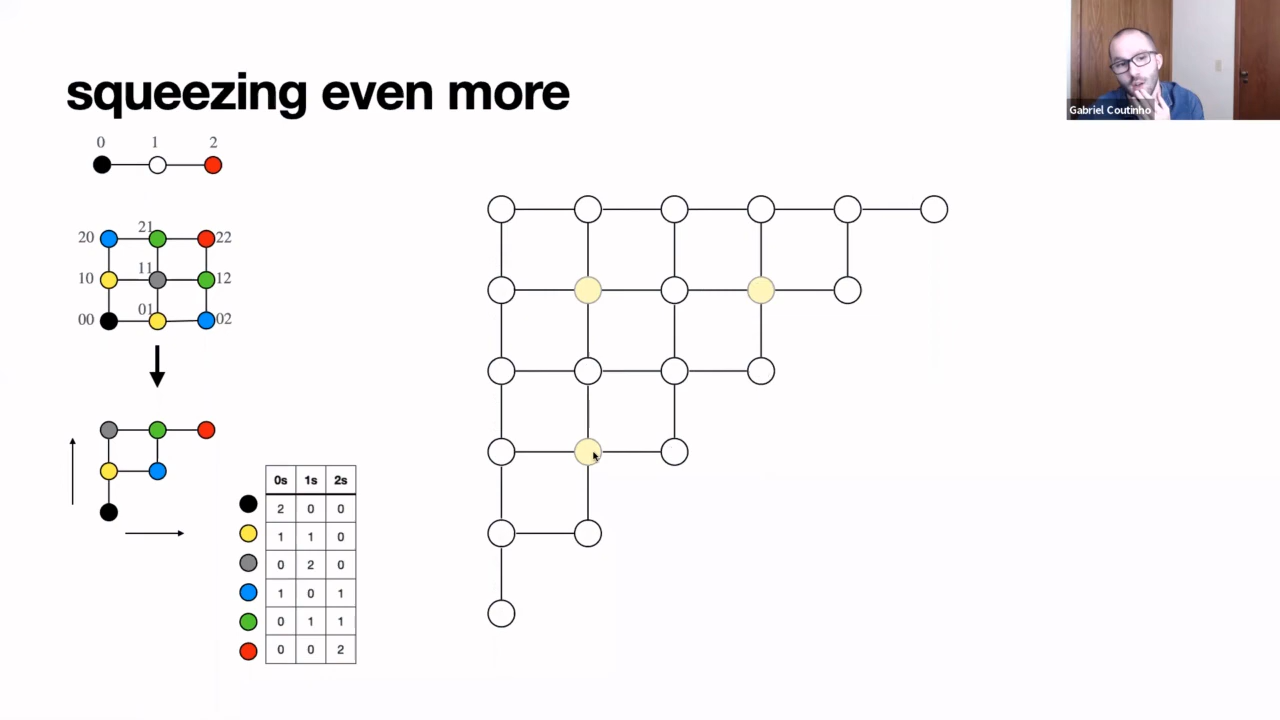 squeezing even more
Gabriel Coutinho
0 1 2
20 21 22
10 11 12
00 01 02
0s 1s 2s
2 0 0
1 1 0
0 2 0
1 0 1
0 1 1
0 0 2